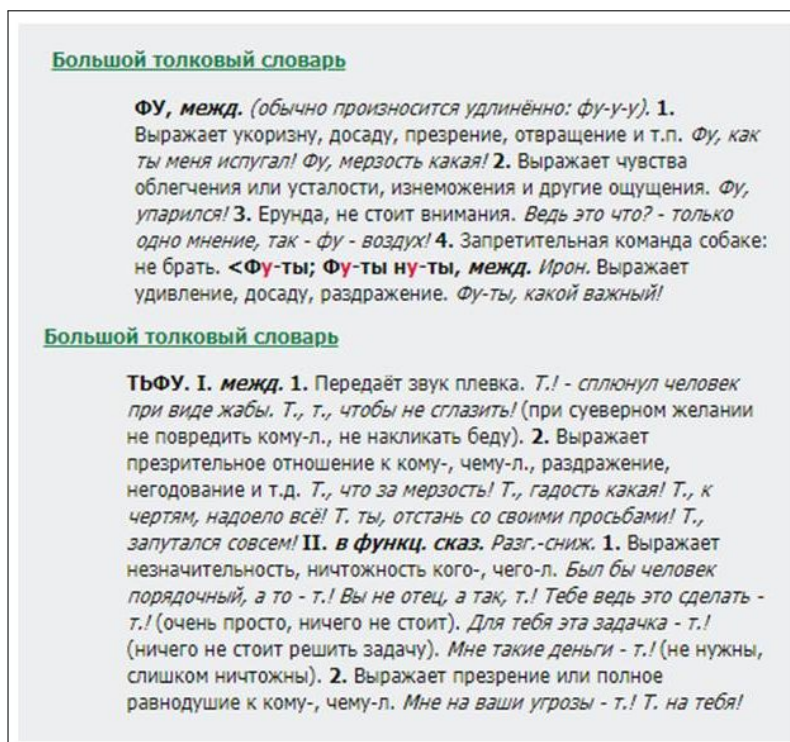 Большой толковый словарь
ФУ, межд. (обычно произносится удлинённо: фу-у-у). 1.
Выражает укоризну, досаду, презрение, отвращение и т.п. Фу, как
ты меня испугал! Фу, мерзость какая! 2. Выражает чувства
облегчения или усталости, изнеможения и другие ощущения. Фу,
упарился! 3. Ерунда, не стоит внимания. Ведь это что? - только
одно мнение, так - фу - воздух! 4. Запретительная команда собаке:
не брать. <Фу-ты; Фу-ты ну-ты, межд. Ирон. Выражает
удивление, досаду, раздражение. Фу-ты, какой важный!
Большой толковый словарь
ТЬФУ. I. межд. 1. Передаёт звук плевка. Т.! - сплюнул человек
при виде жабы. Т., т., чтобы не сглазить! (при суеверном желании
не повредить кому-л., не накликать беду). 2. Выражает
презрительное отношение к кому-, чему-л., раздражение,
негодование и т.д. Т., что за мерзость! Т., гадость какая! Т., к
чертям, надоело всё! Т. ты, отстань со своими просьбами! Т.,
запутался совсем! II. в функц. сказ. Разг.-сниж. 1. Выражает
незначительность, ничтожность кого-, чего-л. Был бы человек
порядочный, а то - т.! Вы не отец, а так, т.! Тебе ведь это сделать -
т.! (очень просто, ничего не стоит). Для тебя эта задачка - т.!
(ничего не стоит решить задачу). Мне такие деньги - т.! (не нужны,
слишком ничтожны). 2. Выражает презрение или полное
равнодушие к кому-, чему-л. Мне на ваши угрозы - т.! Т. на тебя!